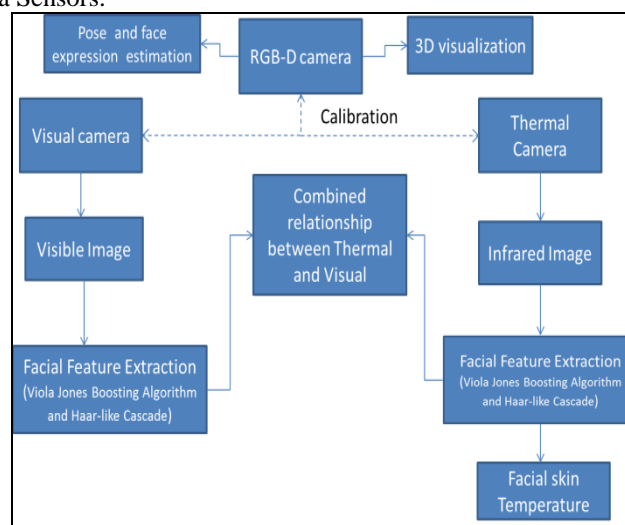 a Sensors.
Pose and face
expression estimation
RGB-D camera
3D visualization
Calibration
Visual camera
Thermal
Camera
Combined
relationship
between Thermal
and Visual
Visible Image
Infrared Image
Facial Feature Extraction
(Viola Jones Boosting Algorithm
and Haar-like Cascade)
Facial Feature Extraction
(Viola Jones Boosting Algorithm
and Haar-like Cascade)
Facial skin
Temperature